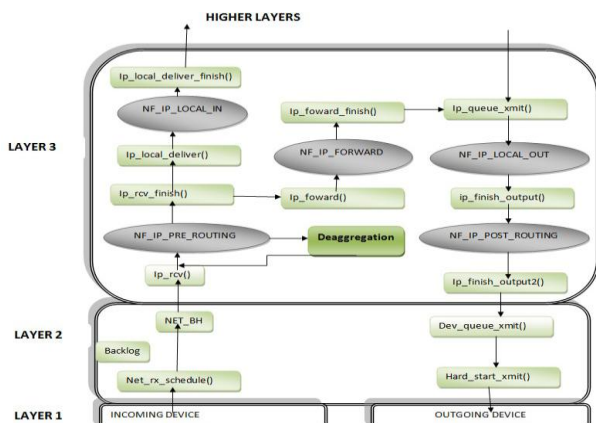 HIGHER LAYERS
Ip_local_deliver_finish()
NF_IP_LOCAL_IN
Ip_foward_finish()
Ip_queue_xmit()
LAYER 3
Ip_local_deliver()
NF_IP_FORWARD
NF_IP_LOCAL_OUT
Ip_rcv_finish()
Ip_foward()
ip_finish_output()
NF_IP_PRE_ROUTING
Deaggregation
NF_IP_POST_ROUTING
Ip_rcv()
Ip_finish_output2()
LAYER 2
NET_BH
Dev_queue_xmit()
Backlog
Net_rx_schedule()
Hard_start_xmit()
LAYER 1
INCOMING DEVICE
OUTGOING DEVICE